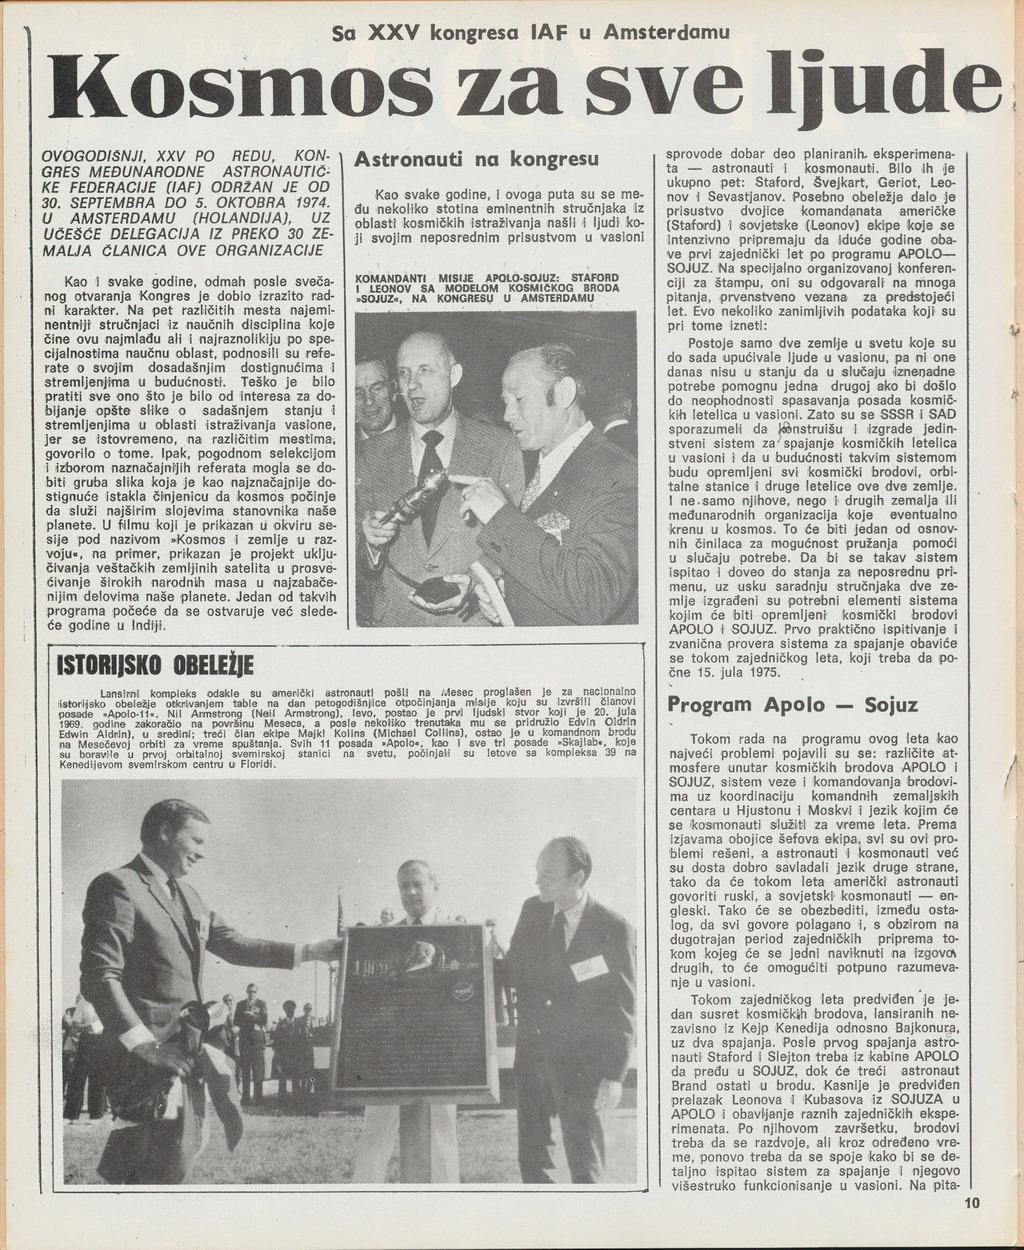 Sa XXV kongresa IAF u Amsterdamu
Kosmos za sve ljude
OVOGODIŠNJI, XXV PO REDU, KON-
GRES MEĐUNARODNE ASTRONAUTIČ-
KE FEDERACIJE (IAF) ODRŽAN JE OD
30. SEPTEMBRA DO 5. OKTOBRA 1974.
U AMSTERDAMU (HOLANDIJA), UZ
UČEŠĆE DELEGACIJA IZ PREKO 30 ZE-
MALJA ČLANICA OVE ORGANIZACIJE
Kao i svake godine, odmah posle sveča-
nog otvaranja Kongres je dobio izrazito rad-
ni karakter. Na pet različitih mesta najemi-
nentniji stručnjaci iz naučnih disciplina koje
čine ovu najmlađu ali i najraznolikiju po spe-
cijalnostima naučnu oblast, podnosili su refe-
rate o svojim dosadašnjim dostignućima i
stremljenjima u budućnosti. Teško je bilo
pratiti sve ono što je bilo od interesa za do-
bijanje opšte slike o sadašnjem stanju i
stremljenjima u oblasti istraživanja vasione,
jer se istovremeno, na različitim mestima,
govorilo o tome. Ipak, pogodnom selekcijom
i izborom naznačajnijih referata mogla se do-
biti gruba slika koja je kao najznačajnije do-
stignuće istakla činjenicu da kosmos počinje
da služi najširim slojevima stanovnika naše
planete. U filmu koji je prikazan u okviru se-
sije pod nazivom »Kosmos i zemlje u raz-
voju«, na primer, prikazan je projekt uklju-
čivanja veštačkih zemljinih satelita u prosve-
ćivanje širokih narodnih masa u najzabače-
nijim delovima naše planete. Jedan od takvih
programa počeće da se ostvaruje već slede-
će godine u Indiji.
Astronauti na kongresu
Kao svake godine, i ovoga puta su se me-
đu nekoliko stotina eminentnih stručnjaka iz
oblasti kosmičkih istraživanja našli i ljudi ko-
ji svojim neposrednim prisustvom u vasioni
KOMANDANTI MISIJE APOLO-SOJUZ: STAFORD
I LEONOV SA MODELOM KOSMIČKOG BRODA
»SOJUZ«, NA KONGRESU U AMSTERDAMU
sprovode dobar deo planiranih eksperimena-
ta — astronauti i kosmonauti. Bilo ih je
ukupno pet: Staford, Švejkart, Geriot, Leo-
nov i Sevastjanov. Posebno obeležje dalo je
prisustvo dvojice komandanata američke
(Staford) i sovjetske (Leonov) ekipe koje se
intenzivno pripremaju da iduće godine oba-
ve prvi zajednički let po programu APOLO—
SOJUZ. Na specijalno organizovanoj konferen-
ciji za štampu, oni su odgovarali na mnoga
pitanja, prvenstveno vezana za predstojeći
let. Evo nekoliko zanimljivih podataka koji su
pri tome izneti:
Postoje samo dve zemlje u svetu koje su
do sada upućivale ljude u vasionu, pa ni one
danas nisu u stanju da u slučaju iznenadne
potrebe pomognu jedna drugoj ako bi došlo
do neophodnosti spasavanja posada kosmič-
kih letelica u vasioni. Zato su se SSSR i SAD
sporazumeli da konstruišu i izgrade jedin-
stveni sistem za spajanje kosmičkih letelica
u vasioni i da u budućnosti takvim sistemom
budu opremljeni svi kosmički brodovi, orbi-
talne stanice i druge letelice ove dve zemlje.
I ne samo njihove, nego i drugih zemalja ili
međunarodnih organizacija koje eventualno
krenu u kosmos. To će biti jedan od osnov-
nih činilaca za mogućnost pružanja pomoći
u slučaju potrebe. Da bi se takav sistem
ispitao i doveo do stanja za neposrednu pri-
menu, uz usku saradnju stručnjaka dve ze-
mlje izgrađeni su potrebni elementi sistema
kojim će biti opremljeni kosmički brodovi
APOLO i SOJUZ. Prvo praktično ispitivanje i
zvanična provera sistema za spajanje obaviće
se tokom zajedničkog leta, koji treba da po-
čne 15. jula 1975.
Program Apolo — Sojuz
Tokom rada na programu ovog leta kao
najveći problemi pojavili su se: različite at-
mosfere unutar kosmičkih brodova APOLO i
SOJUZ, sistem veze i komandovanja brodovi-
ma uz koordinaciju komandnih zemaljskih
centara u Hjustonu i Moskvi i jezik kojim će
se kosmonauti služiti za vreme leta. Prema
izjavama obojice šefova ekipa, svi su ovi pro-
blemi rešeni, a astronauti i kosmonauti već
su dosta dobro savladali jezik druge strane,
tako da će tokom leta američki astronauti
govoriti ruski, a sovjetski kosmonauti — en-
gleski. Tako će se obezbediti, između osta-
log, da svi govore polagano i, s obzirom na
dugotrajan period zajedničkih priprema to-
kom kojeg će se jedni naviknuti na izgovor
drugih, to će omogućiti potpuno razumeva-
nje u vasioni.
Tokom zajedničkog leta predviđen je je-
dan susret kosmičkih brodova, lansiranih ne-
zavisno iz Kejp Kenedija odnosno Bajkonura,
uz dva spajanja. Posle prvog spajanja astro-
nauti Staford i Slejton treba iz kabine APOLO
da pređu u SOJUZ, dok će treći astronaut
Brand ostati u brodu. Kasnije je predviđen
prelazak Leonova i Kubasova iz SOJUZA u
APOLO i obavljanje raznih zajedničkih ekspe-
rimenata. Po njihovom završetku, brodovi
treba da se razdvoje, ali kroz određeno vre-
me, ponovo treba da se spoje kako bi se de-
taljno ispitao sistem za spajanje i njegovo
višestruko funkcionisanje u vasioni. Na pita-
ISTORIJSKO OBELEŽJE
Lansirni kompleks odakle su američki astronauti pošli na Mesec proglašen je za nacionalno
istorijsko obeležje otkrivanjem table na dan petogodišnjice otpočinjanja misije koju su izvršili članovi
posade »Apolo-11«. Nil Armstrong (Neil Armstrong), levo, postao je prvi ljudski stvor koji je 20. jula
1969. godine zakoračio na površinu Meseca, a posle nekoliko trenutaka mu se pridružio Edvin Oldrin
Edwin Aldrin), u sredini; treći član ekipe Majkl Kolins (Michael Collins), ostao je u komandnom brodu
na Mesečevoj orbiti za vreme spuštanja. Svih 11 posada »Apolo«, kao i sve tri posade »Skajlab«, koje
su boravile u prvoj orbitalnoj svemirskoj stanici na svetu, počinjali su letove sa kompleksa 39 na
Kenedijevom svemirskom centru u Floridi.
10